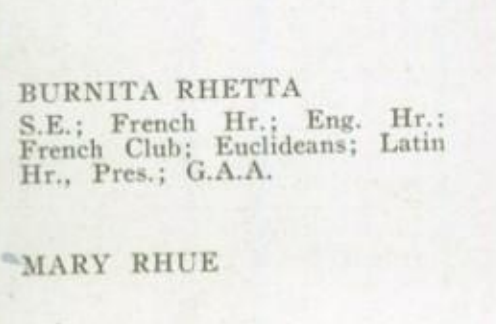 BURNITA RHETTA
S.E.; French Hr.; Eng. Hr.;
French Club; Euclideans; Latin
Hr., Pres.; G.A.A.
MARY RHUE